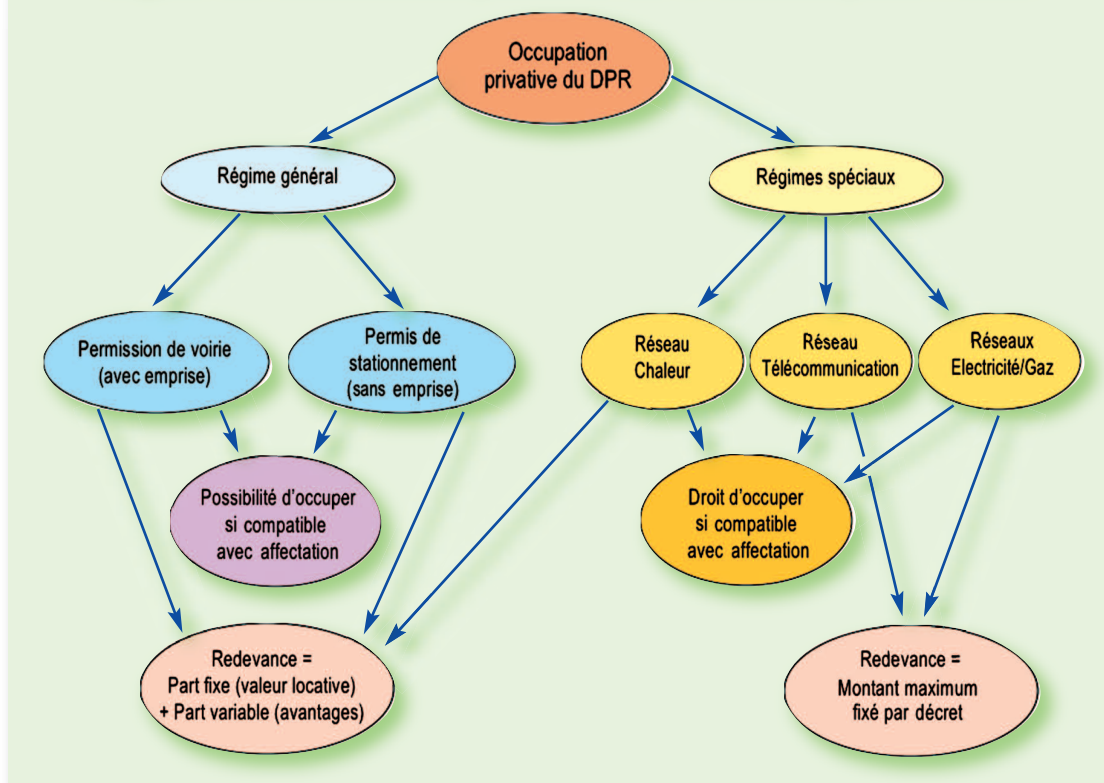 Occupation
privative du DPR
Régime général
Régimes spéciaux
Permission de voirie
(avec emprise)
Permis de
stationnement
(sans emprise)
Réseau
Chaleur
Réseau
Télécommunication
Réseaux
Electricité/Gaz
Possibilité d'occuper
si compatible
avec affectation
Droit d'occuper
si compatible
avec affectation
Redevance =
Part fixe (valeur locative)
+ Part variable (avantages)
Redevance =
Montant maximum
fixé par décret